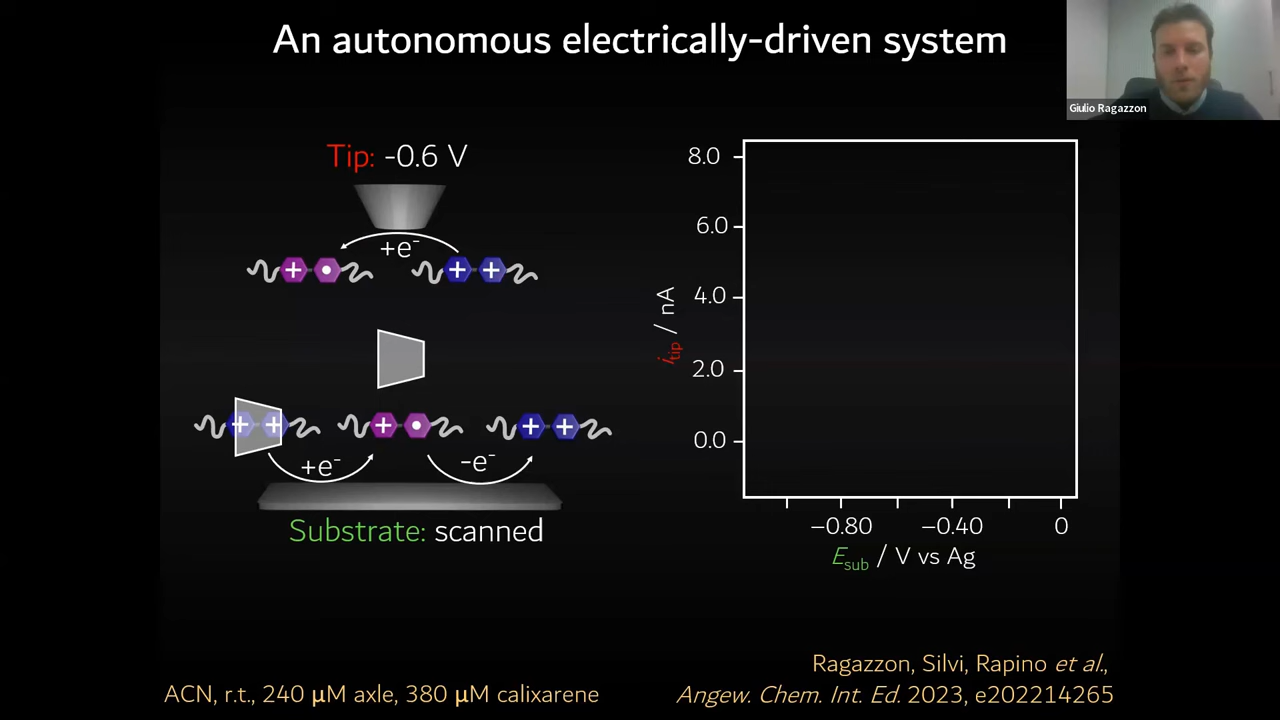 An autonomous electrically-driven system
Giulio Ragazzon
Tip: -0.6 V
+e⁻
+ +
+
+ +
+
+ +
+e⁻
-e⁻
Substrate: scanned
8.0
6.0
4.0
2.0
0.0
i tip / nA
−0.80
−0.40
0
E sub / V vs Ag
Ragazzon, Silvi, Rapino et al.,
ACN, r.t., 240 μM axle, 380 μM calixarene
Angew. Chem. Int. Ed. 2023, e202214265